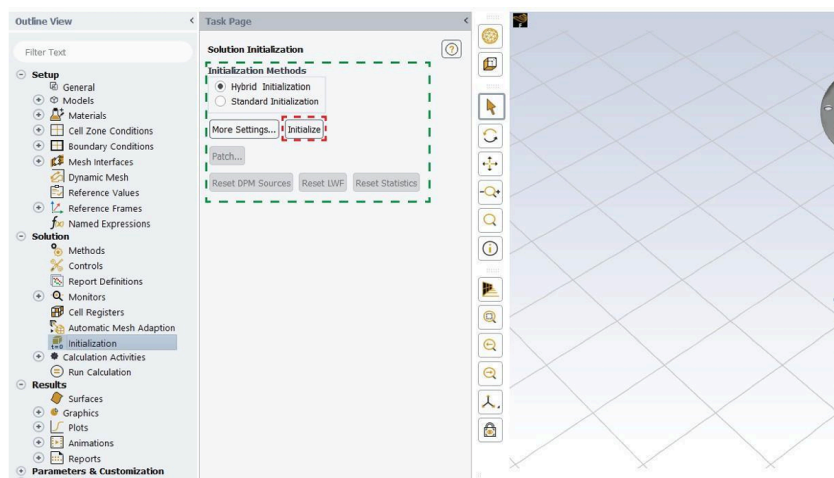 Outline View
Filter Text
Setup
General
Models
Materials
Cell Zone Conditions
Boundary Conditions
Mesh Interfaces
Dynamic Mesh
Reference Values
Reference Frames
Named Expressions
Solution
Methods
Controls
Report Definitions
Monitors
Cell Registers
Automatic Mesh Adaption
Initialization
Calculation Activities
Run Calculation
Results
Surfaces
Graphics
Plots
Animations
Reports
Parameters & Customization
Task Page
Solution Initialization
Initialization Methods
Hybrid Initialization
Standard Initialization
More Settings... Initialize
Patch...
Reset DPM Sources Reset LWF Reset Statistics